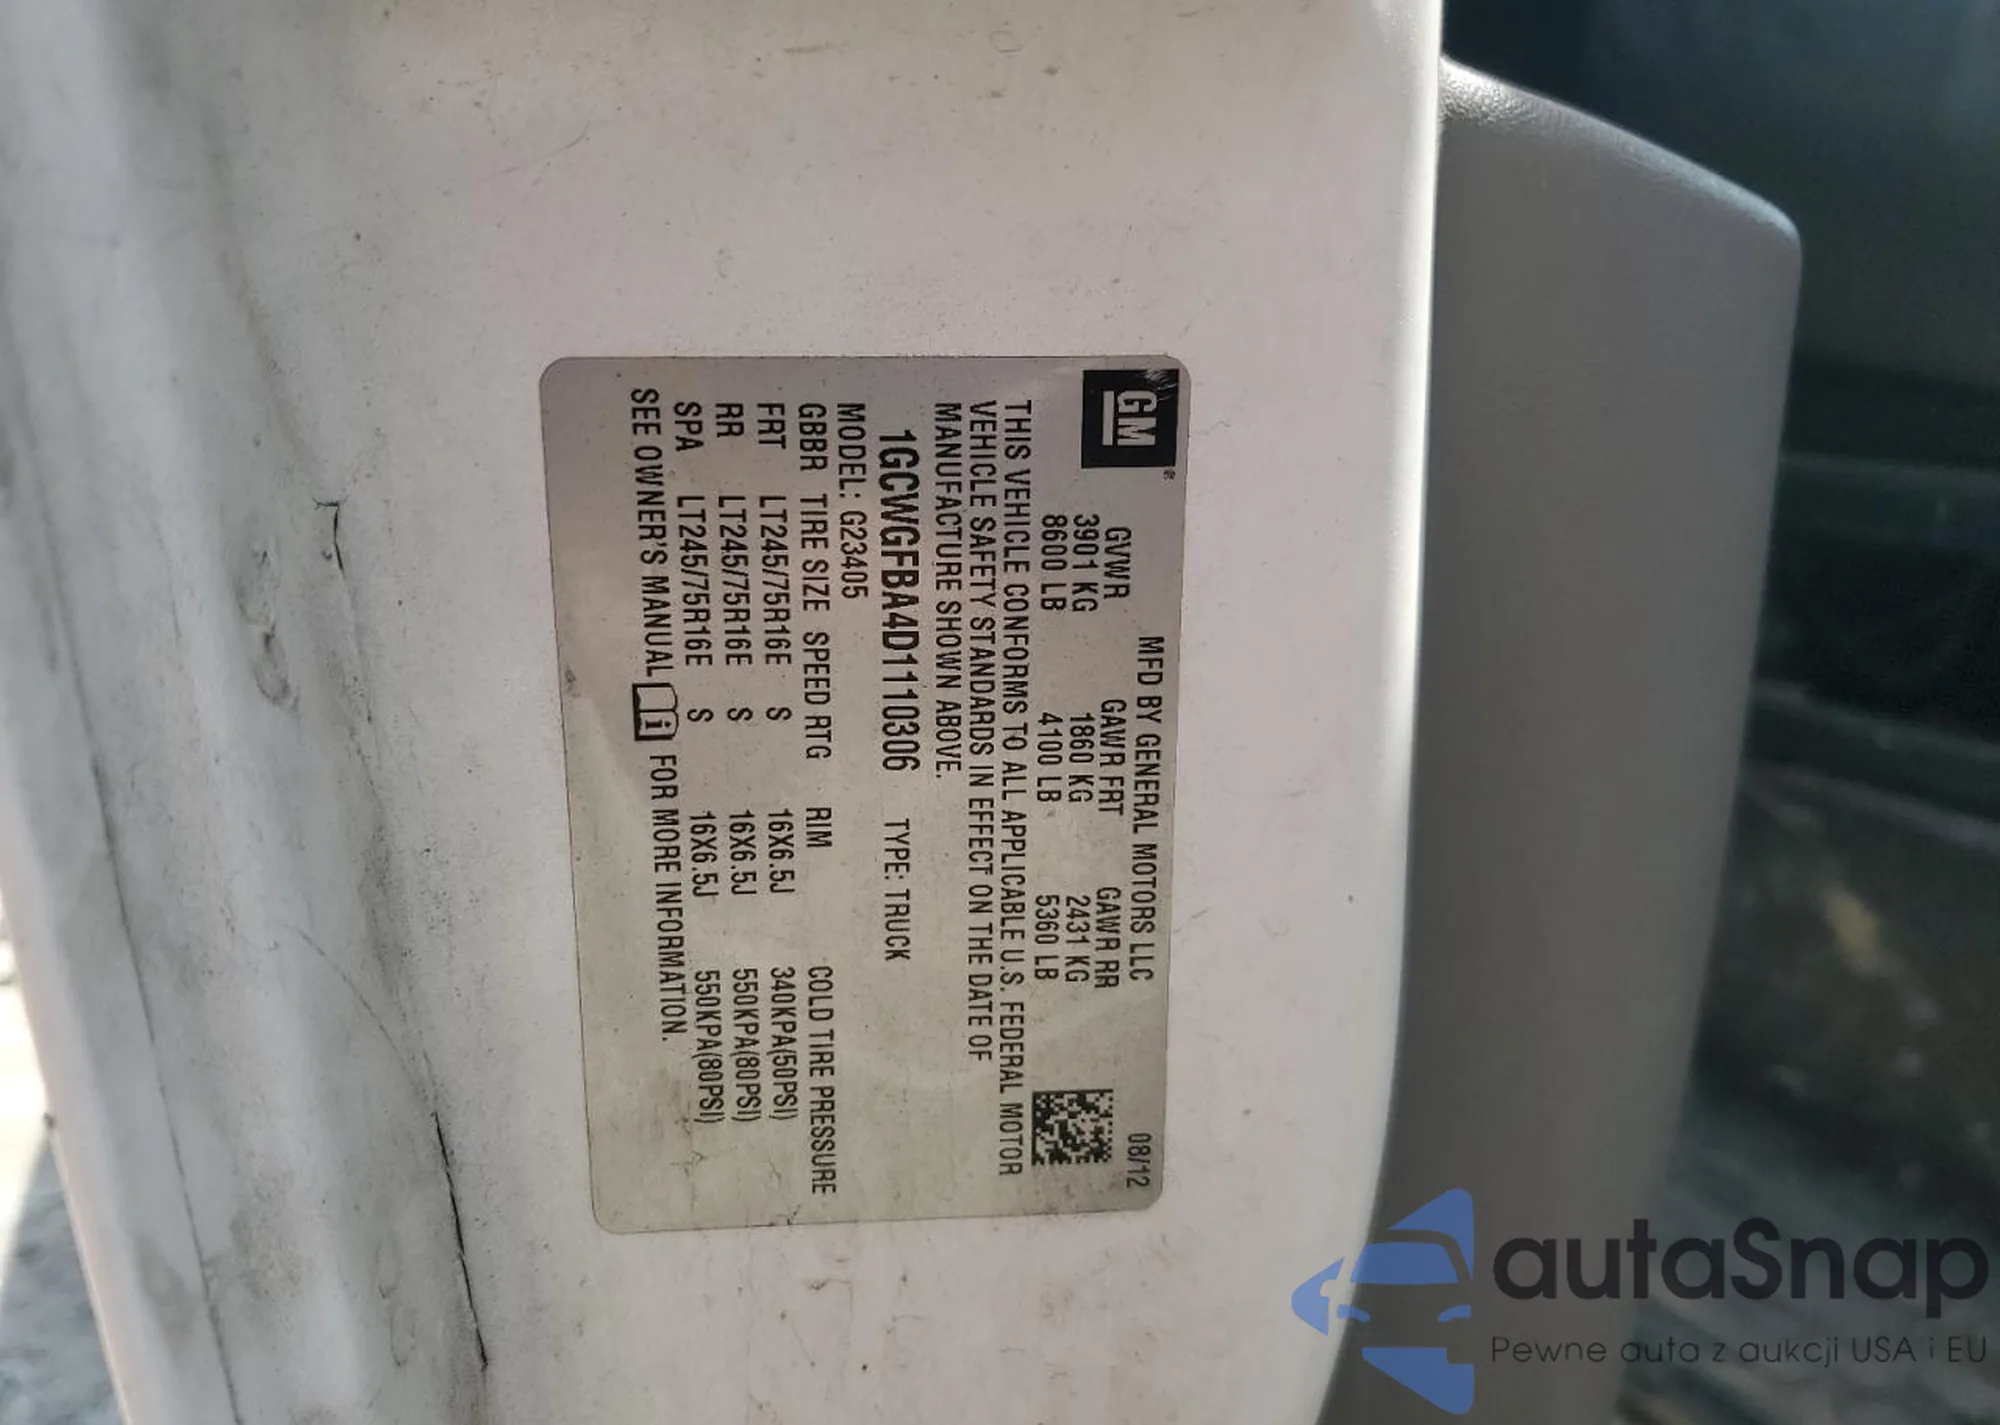 GM®
MFD BY GENERAL MOTORS LLC 08/12
GVWR GAWR FRT GAWR RR
3901 KG 1860 KG 2431 KG
8600 LB 4100 LB 5360 LB
THIS VEHICLE CONFORMS TO ALL APPLICABLE U.S. FEDERAL MOTOR
VEHICLE SAFETY STANDARDS IN EFFECT ON THE DATE OF
MANUFACTURE SHOWN ABOVE.
1GCWGFBA4D1110306 TYPE: TRUCK
MODEL: G23405
GBBR TIRE SIZE SPEED RTG RIM COLD TIRE PRESSURE
FRT LT245/75R16E S 16X6.5J 340KPA(50PSI)
RR LT245/75R16E S 16X6.5J 550KPA(80PSI)
SPA LT245/75R16E S 16X6.5J 550KPA(80PSI)
SEE OWNER'S MANUAL i FOR MORE INFORMATION.
autaSnap
Pewne auta z aukcji USA i EU